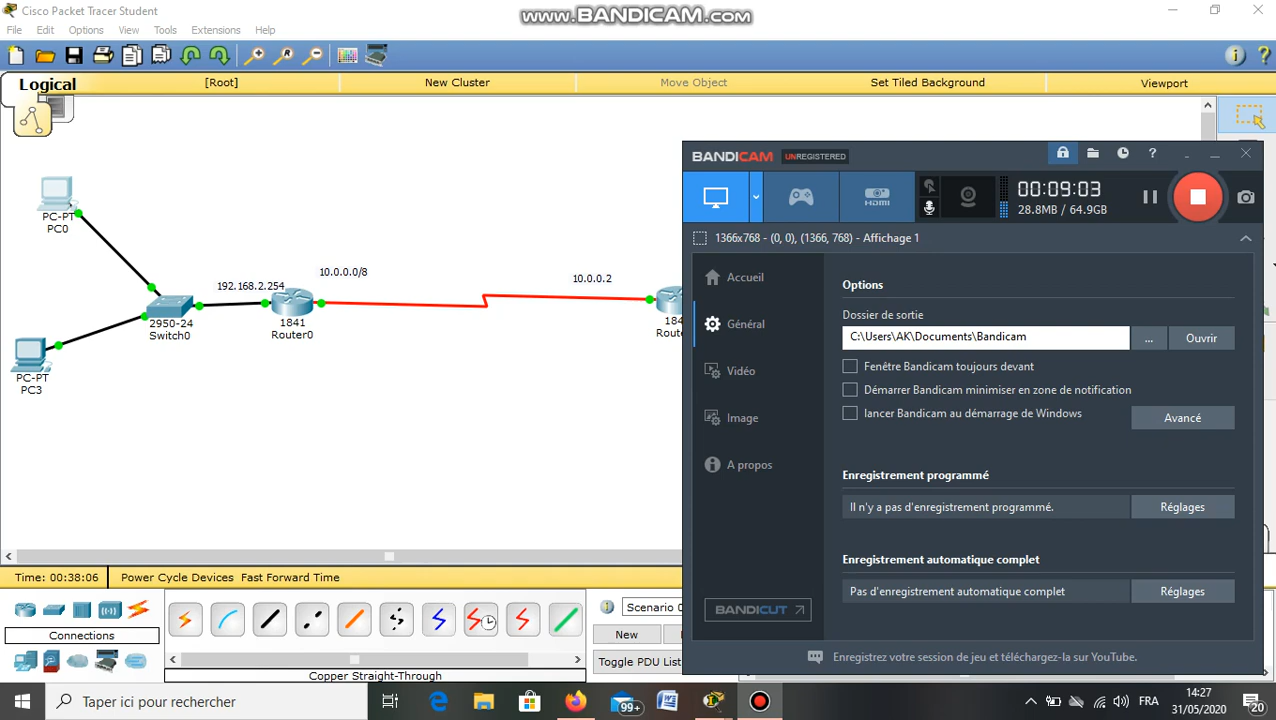 Cisco Packet Tracer Student
www.BANDICAM.com
File Edit Options View Tools Extensions Help
Logical
[Root]
New Cluster
Move Object
Set Tiled Background
Viewport
PC-PT
PC0
PC-PT
PC3
2950-24
Switch0
192.168.2.254
10.0.0.0/8
1841
Router0
10.0.0.2
184
Route
BANDICAM UNREGISTERED
HDMI
00:09:03
28.8MB / 64.9GB
1366x768 - (0, 0), (1366, 768) - Affichage 1
Accueil
Général
Vidéo
Image
A propos
BANDICUT
Options
Dossier de sortie
C:\Users\AK\Documents\Bandicam
...
Ouvrir
Fenêtre Bandicam toujours devant
Démarrer Bandicam minimiser en zone de notification
lancer Bandicam au démarrage de Windows
Avancé
Enregistrement programmé
Il n'y a pas d'enregistrement programmé.
Réglages
Enregistrement automatique complet
Pas d'enregistrement automatique complet
Réglages
Enregistrez votre session de jeu et téléchargez-la sur YouTube.
Time: 00:38:06
Power Cycle Devices Fast Forward Time
Connections
Copper Straight-Through
Scenario 0
New
Toggle PDU List
Taper ici pour rechercher
99+
FRA
14:27
31/05/2020
20